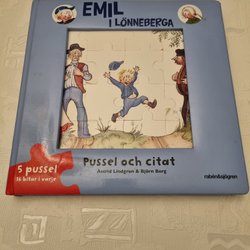 EMIL
I LÖNNEBERGA
Pussel och citat
Astrid Lindgren & Björn Berg
5 pussel
16 bitar i varje
rabén&sjögren